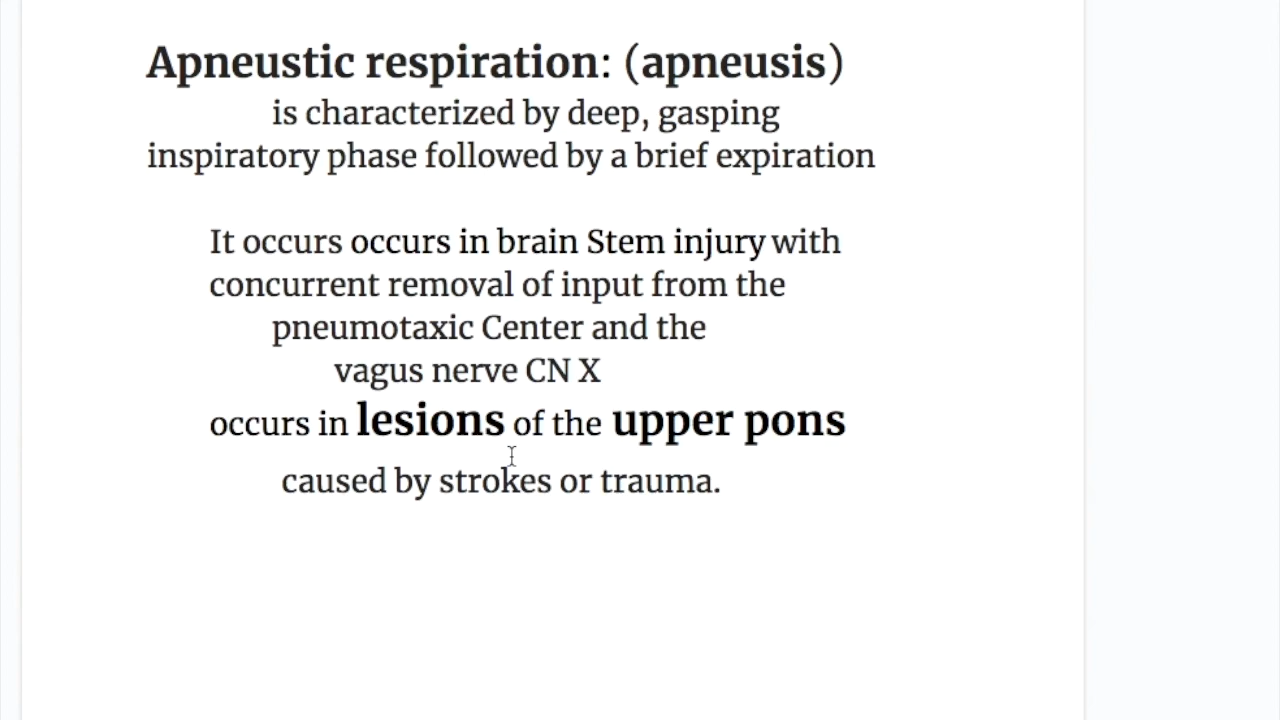 Apneustic respiration: (apneusis)
is characterized by deep, gasping
inspiratory phase followed by a brief expiration
It occurs occurs in brain Stem injury with
concurrent removal of input from the
pneumotaxic Center and the
vagus nerve CN X
occurs in lesions of the upper pons
caused by strokes or trauma.